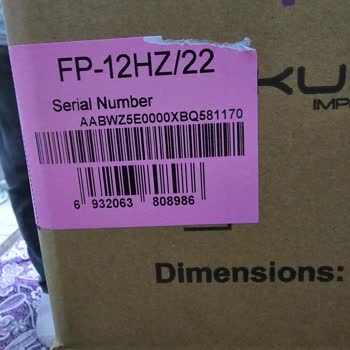 FP-12HZ/22
Serial Number
AABWZ5E0000XBQ581170
6 932063 808986
Dimensions: